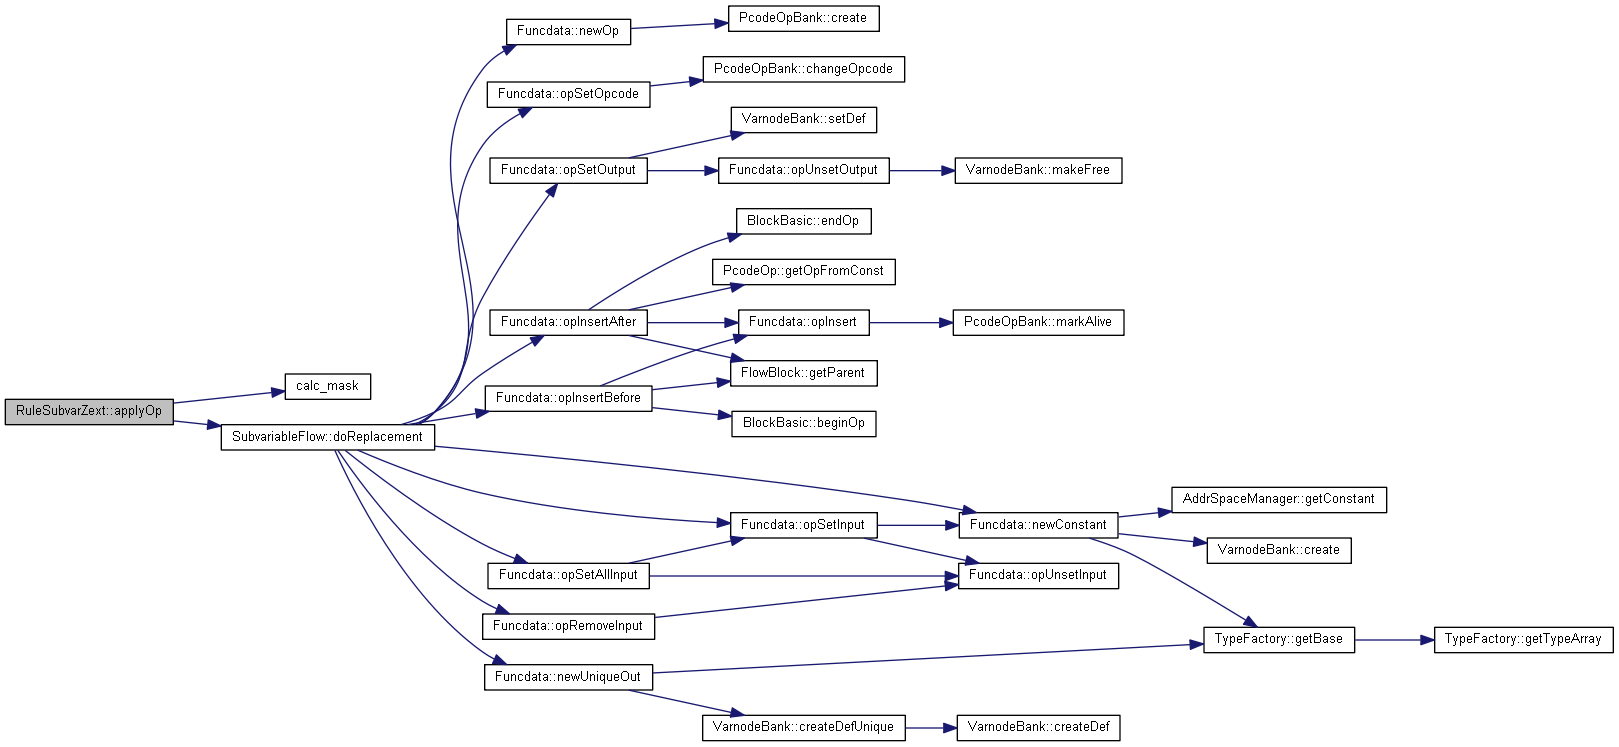 PcodeOpBank::create
Funcdata::newOp
PcodeOpBank::changeOpcode
Funcdata::opSetOpcode
VarnodeBank::setDef
Funcdata::opSetOutput
Funcdata::opUnsetOutput
VarnodeBank::makeFree
BlockBasic::endOp
PcodeOp::getOpFromConst
Funcdata::opInsertAfter
Funcdata::opInsert
PcodeOpBank::markAlive
FlowBlock::getParent
calc_mask
Funcdata::opInsertBefore
RuleSubvarZext::applyOp
BlockBasic::beginOp
SubvariableFlow::doReplacement
AddrSpaceManager::getConstant
Funcdata::opSetInput
Funcdata::newConstant
VarnodeBank::create
Funcdata::opSetAllInput
Funcdata::opUnsetInput
Funcdata::opRemoveInput
TypeFactory::getBase
TypeFactory::getTypeArray
Funcdata::newUniqueOut
VarnodeBank::createDefUnique
VarnodeBank::createDef